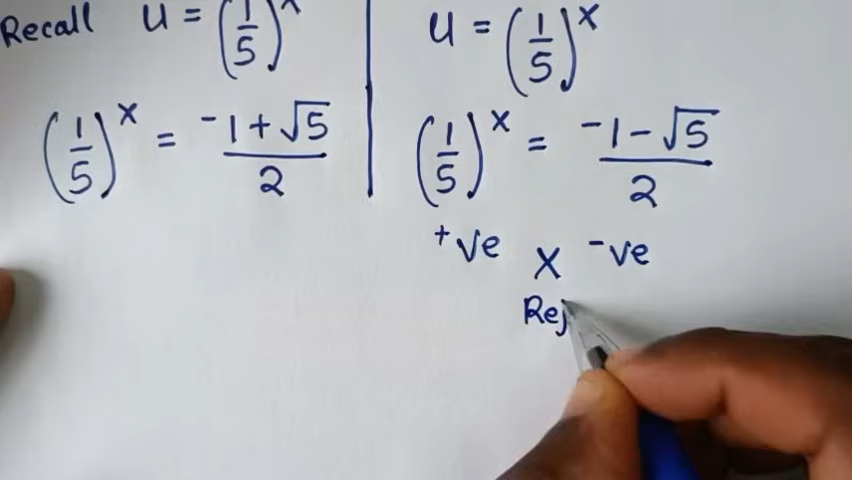 Recall u = (1/5)^x
(1/5)^x = (-1+√5)/2
u = (1/5)^x
(1/5)^x = (-1-√5)/2
+ve X -ve
Rej